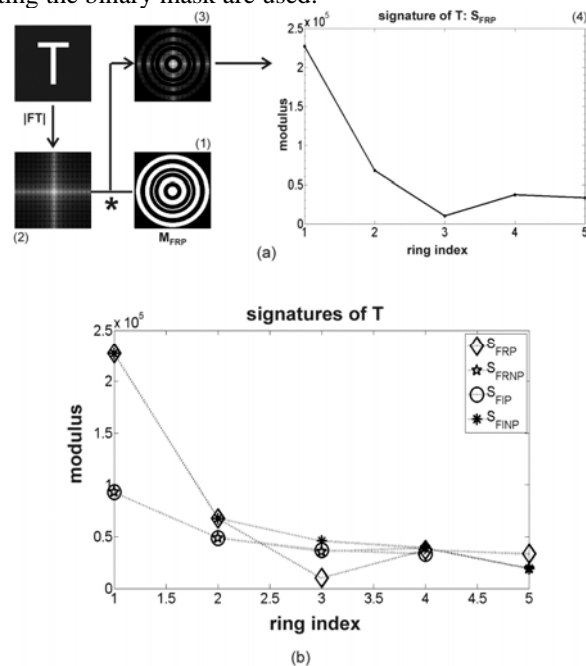 ting the binary mask are used.
(3)
signature of T: S_FRP
(4)
T
|FT|
(1)
*
(2)
M_FRP
x 10^5
2.5
2
1.5
1
0.5
0
modulus
1 2 3 4 5
ring index
(a)
signatures of T
x 10^5
2.5
2
1.5
1
0.5
0
modulus
S_FRP
S_FRNP
S_FIP
S_FINP
1 1.5 2 2.5 3 3.5 4 4.5 5
ring index
(b)